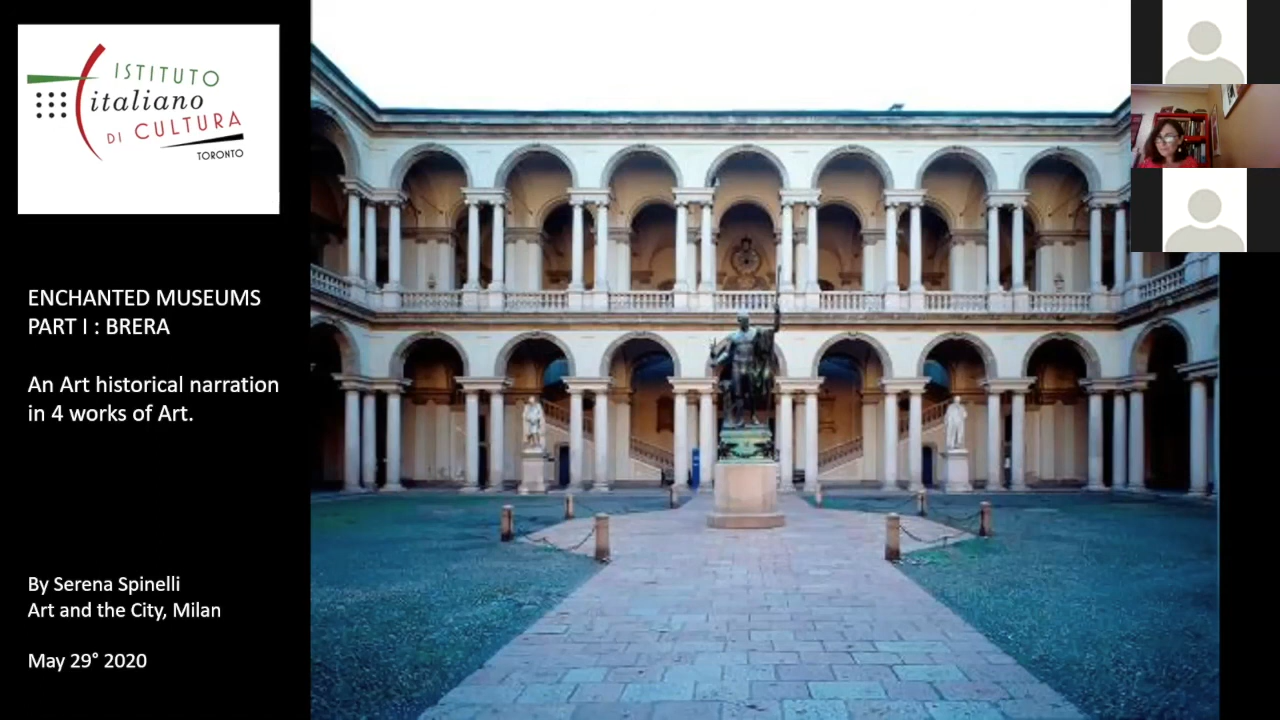 ISTITUTO
italiano
DI CULTURA
TORONTO
ENCHANTED MUSEUMS
PART I : BRERA
An Art historical narration
in 4 works of Art.
By Serena Spinelli
Art and the City, Milan
May 29° 2020